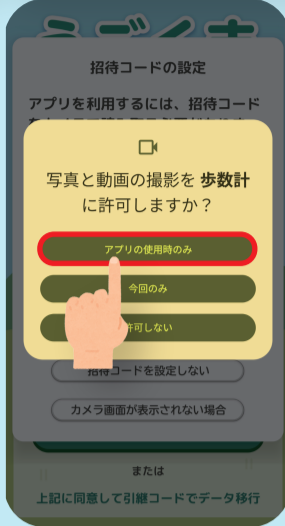 招待コードの設定
アプリを利用するには、招待コード
写真と動画の撮影を 歩数計
に許可しますか？
アプリの使用時のみ
今回のみ
許可しない
招待コードを設定しない
カメラ画面が表示されない場合
または
上記に同意して引継コードでデータ移行